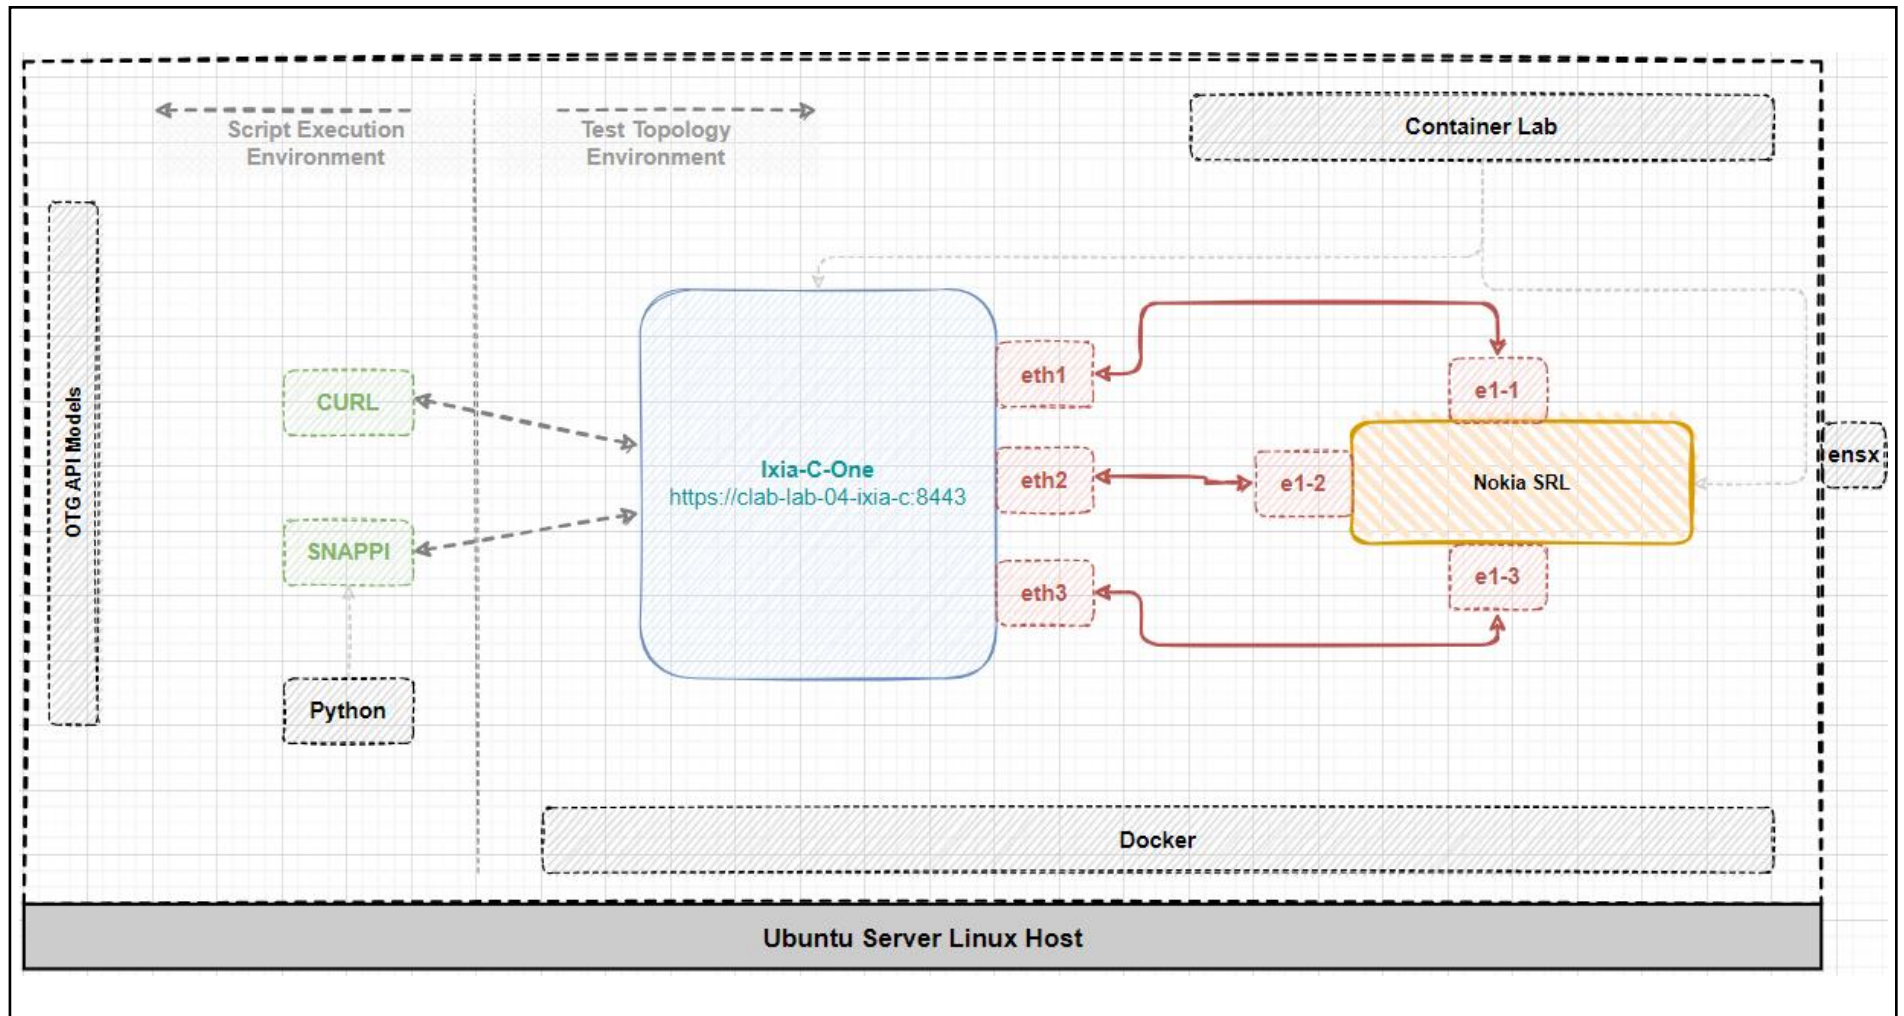 Script Execution
Environment
Test Topology
Environment
Container Lab
OTG API Models
CURL
SNAPPI
Python
Ixia-C-One
https://clab-lab-04-ixia-c:8443
eth1
eth2
eth3
e1-1
e1-2
e1-3
Nokia SRL
ensx
Docker
Ubuntu Server Linux Host